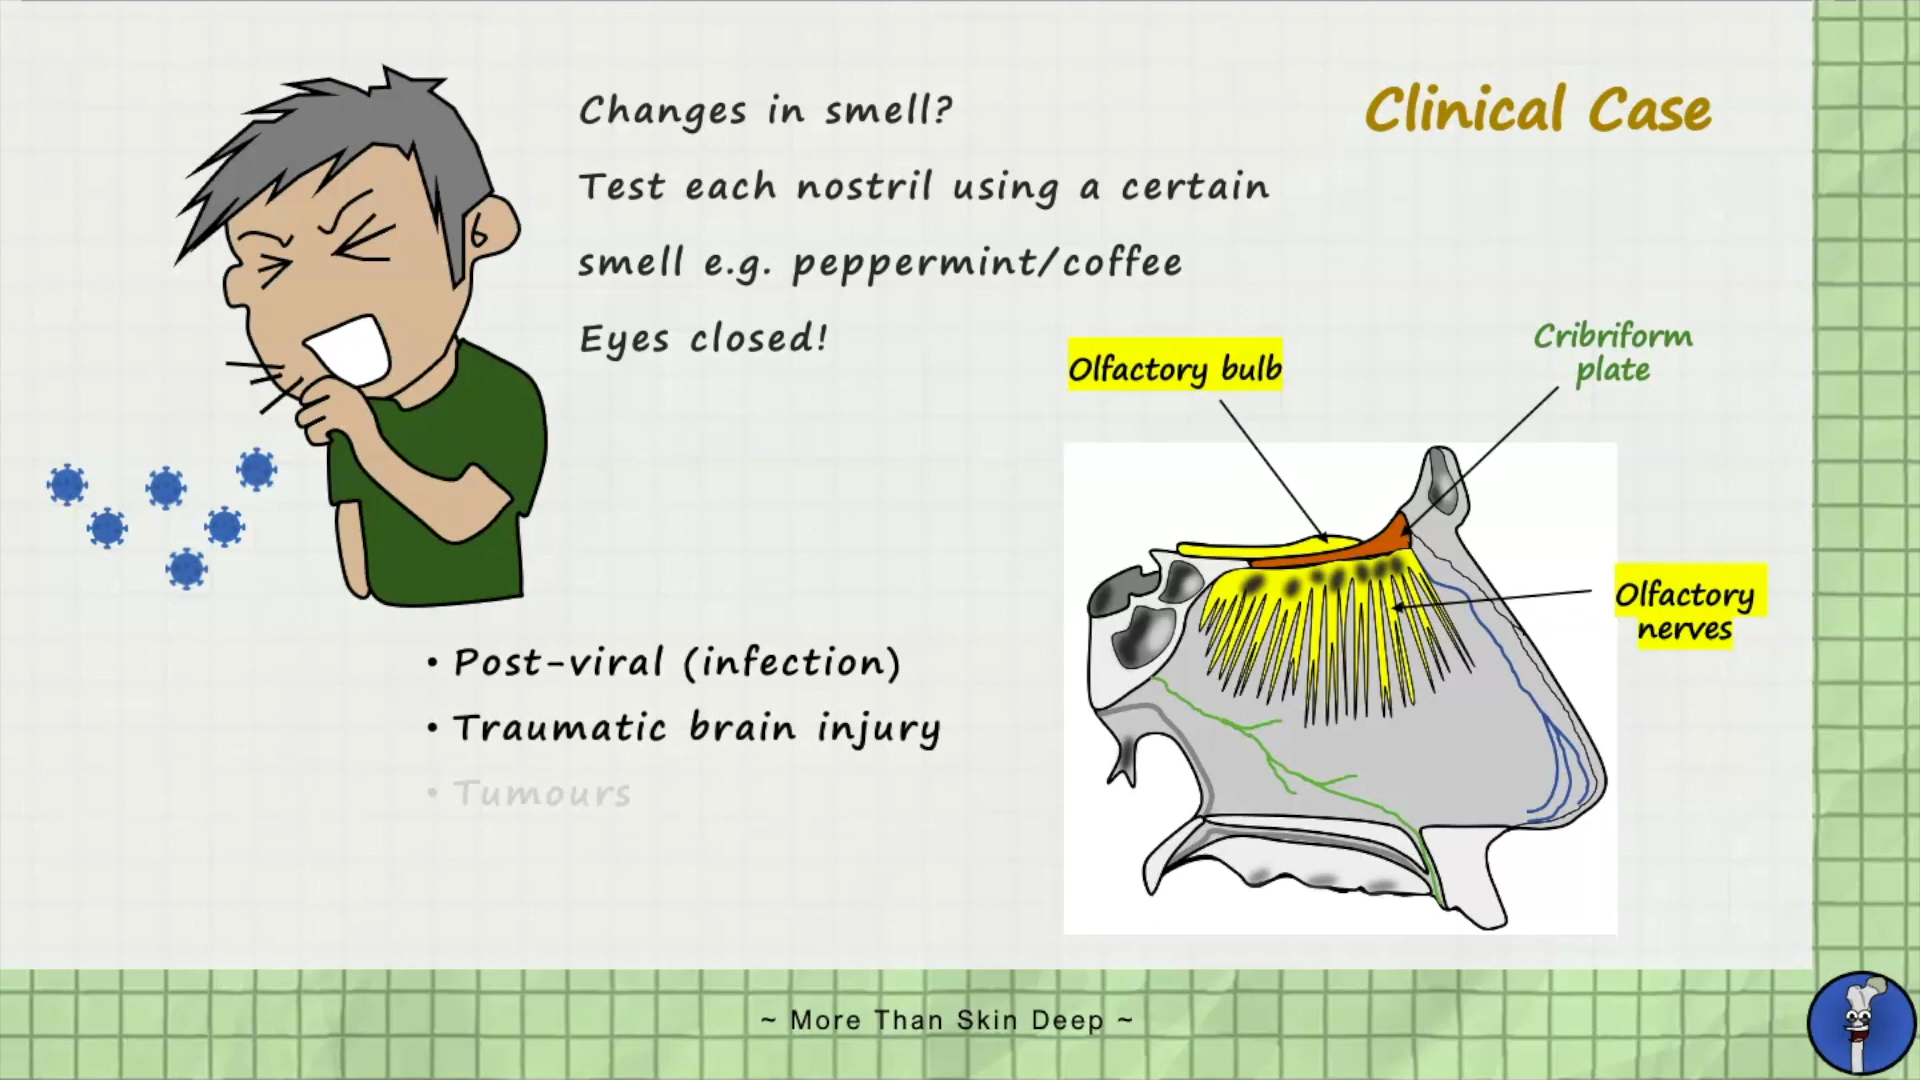 Clinical Case
Changes in smell?
Test each nostril using a certain
smell e.g. peppermint/coffee
Eyes closed!
Olfactory bulb
Cribriform
plate
Olfactory
nerves
• Post-viral (infection)
• Traumatic brain injury
• Tumours
~ More Than Skin Deep ~